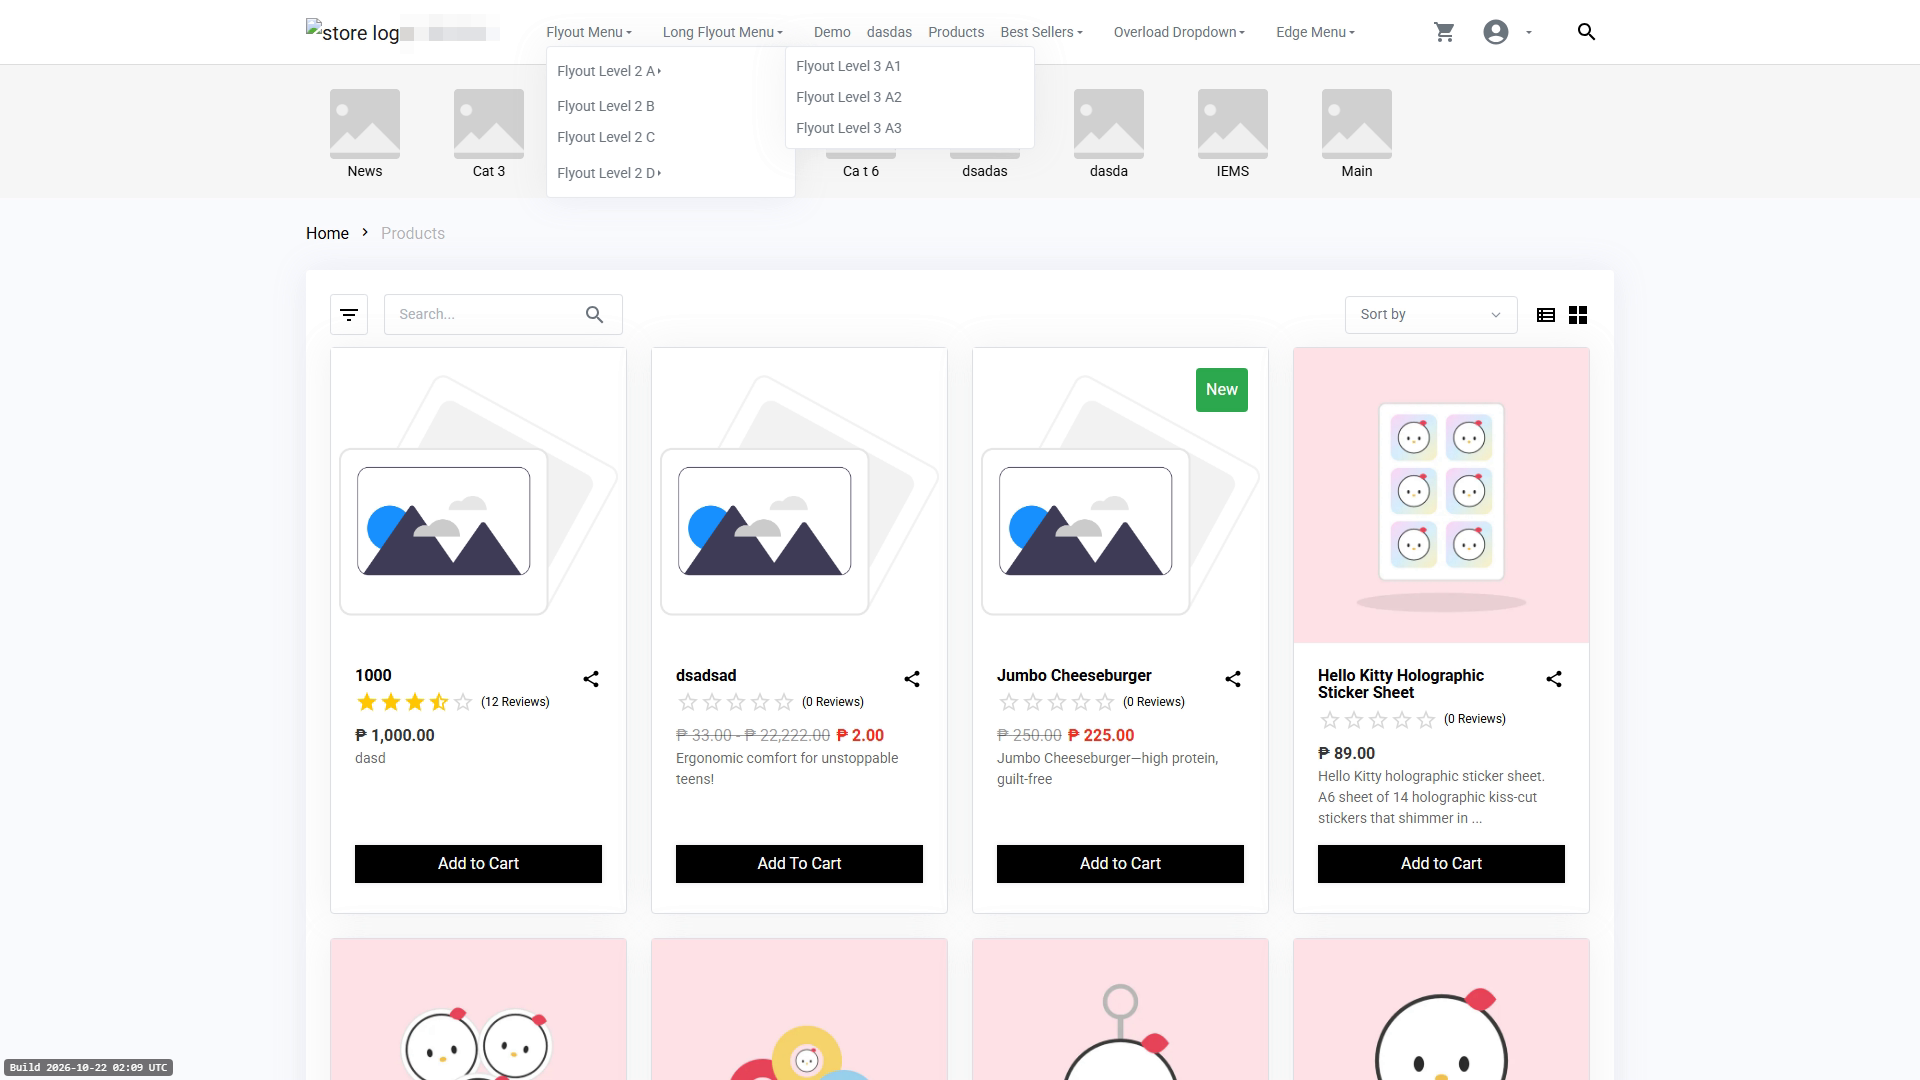 store log
Flyout Menu
Long Flyout Menu
Demo
dasdas
Products
Best Sellers
Overload Dropdown
Edge Menu
Flyout Level 2 A
Flyout Level 2 B
Flyout Level 2 C
Flyout Level 2 D
Flyout Level 3 A1
Flyout Level 3 A2
Flyout Level 3 A3
News
Cat 3
Ca t 6
dsadas
dasda
IEMS
Main
Home
Products
Search...
Sort by
1000
(12 Reviews)
₱ 1,000.00
dasd
Add to Cart
dsadsad
(0 Reviews)
₱ 33.00 - ₱ 22,222.00 ₱ 2.00
Ergonomic comfort for unstoppable
teens!
Add To Cart
New
Jumbo Cheeseburger
(0 Reviews)
₱ 250.00 ₱ 225.00
Jumbo Cheeseburger—high protein,
guilt-free
Add to Cart
Hello Kitty Holographic
Sticker Sheet
(0 Reviews)
₱ 89.00
Hello Kitty holographic sticker sheet.
A6 sheet of 14 holographic kiss-cut
stickers that shimmer in ...
Add to Cart
Build 2026-10-22 02:09 UTC